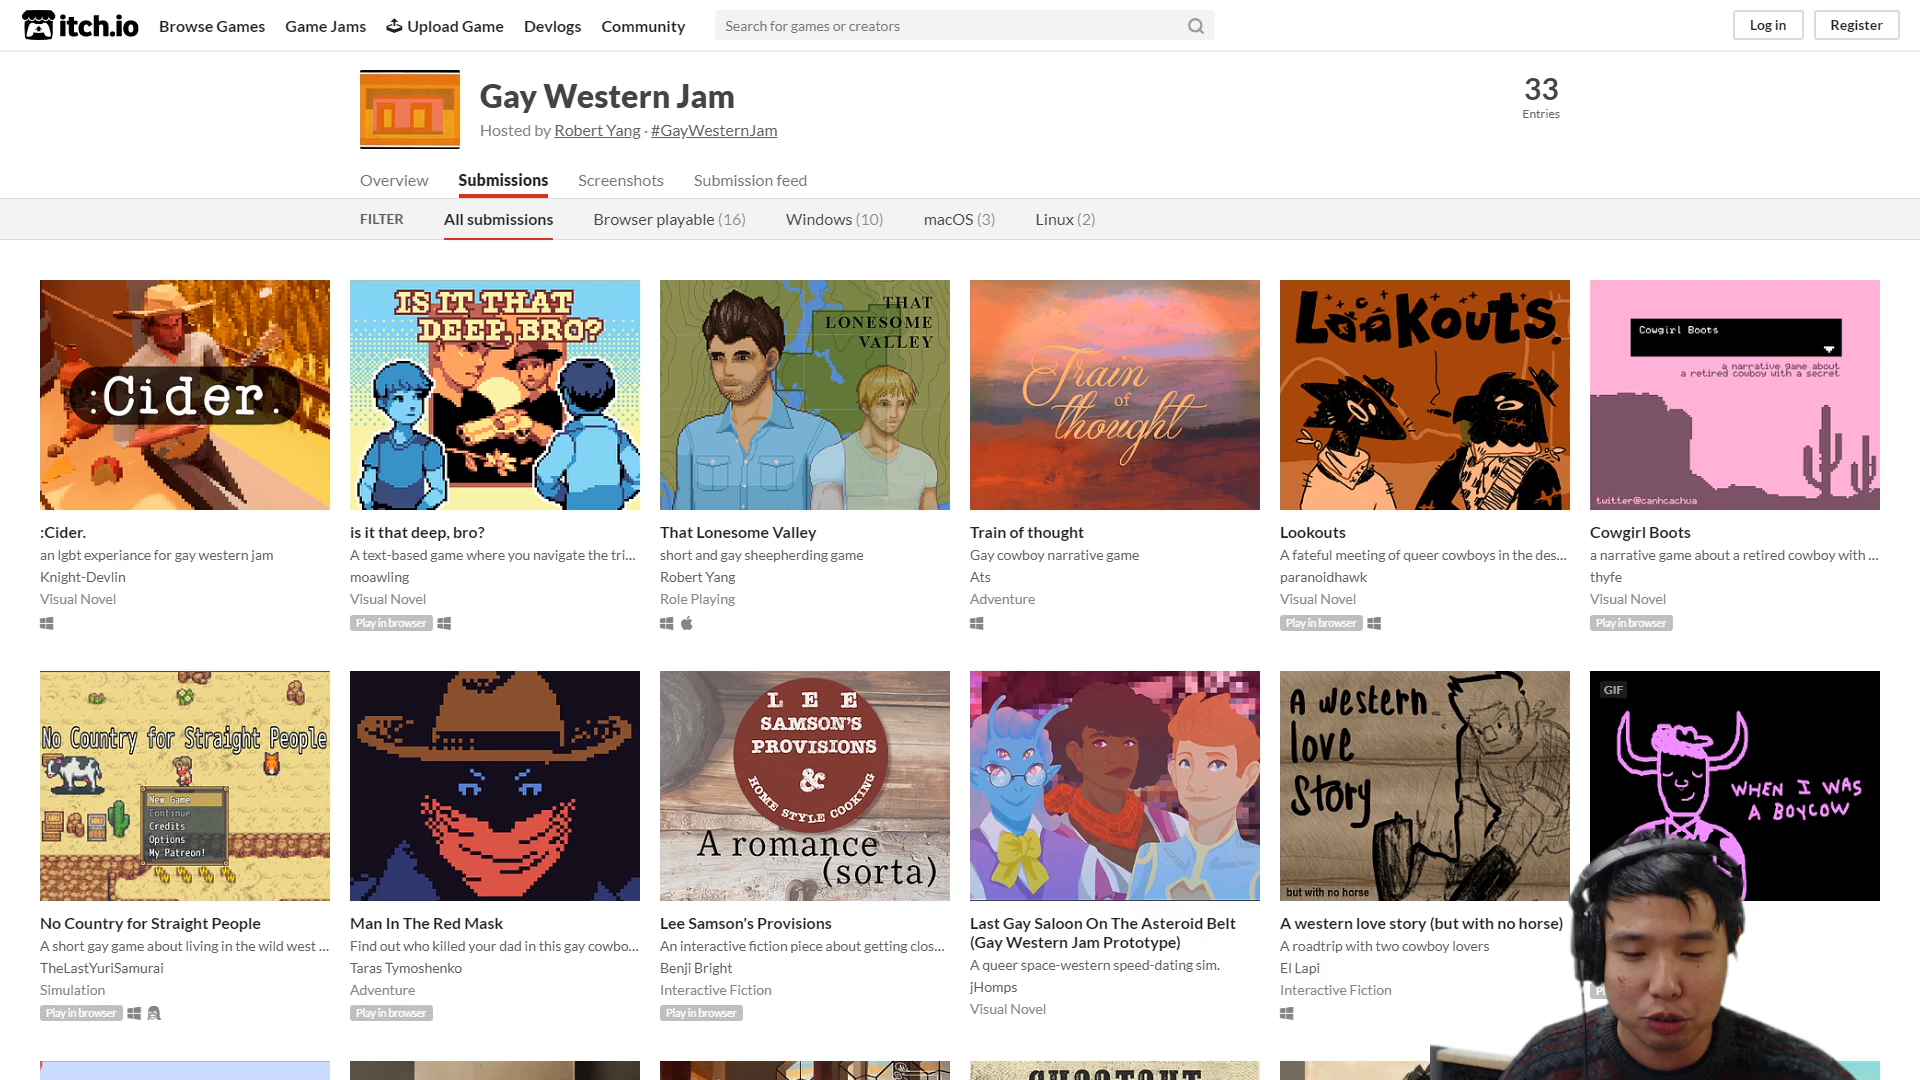 itch.io
Browse Games
Game Jams
Upload Game
Devlogs
Community
Search for games or creators
Log in
Register
Gay Western Jam
Hosted by Robert Yang · #GayWesternJam
33
Entries
Overview
Submissions
Screenshots
Submission feed
FILTER
All submissions
Browser playable (16)
Windows (10)
macOS (3)
Linux (2)
:Cider.
IS IT THAT
DEEP, BRO?
THAT
LONESOME
VALLEY
Train
of
thought
Lookouts.
Cowgirl Boots
a narrative game about
a retired cowboy with a secret
twitter@canhcachua
:Cider.
an lgbt experiance for gay western jam
Knight-Devlin
Visual Novel
is it that deep, bro?
A text-based game where you navigate the tri...
moawling
Visual Novel
Play in browser
That Lonesome Valley
short and gay sheepherding game
Robert Yang
Role Playing
Train of thought
Gay cowboy narrative game
Ats
Adventure
Lookouts
A fateful meeting of queer cowboys in the des...
paranoidhawk
Visual Novel
Play in browser
Cowgirl Boots
a narrative game about a retired cowboy with ...
thyfe
Visual Novel
Play in browser
No Country for Straight People
New Game
Continue
Credits
Options
My Patreon!
LEE
SAMSON'S
PROVISIONS
&
HOME STYLE COOKING
A romance
(sorta)
A western
love
story
but with no horse
GIF
WHEN I WAS
A BOYCOW
No Country for Straight People
A short gay game about living in the wild west ...
TheLastYuriSamurai
Simulation
Play in browser
Man In The Red Mask
Find out who killed your dad in this gay cowbo...
Taras Tymoshenko
Adventure
Play in browser
Lee Samson's Provisions
An interactive fiction piece about getting clos...
Benji Bright
Interactive Fiction
Play in browser
Last Gay Saloon On The Asteroid Belt
(Gay Western Jam Prototype)
A queer space-western speed-dating sim.
jHomps
Visual Novel
A western love story (but with no horse)
A roadtrip with two cowboy lovers
El Lapi
Interactive Fiction